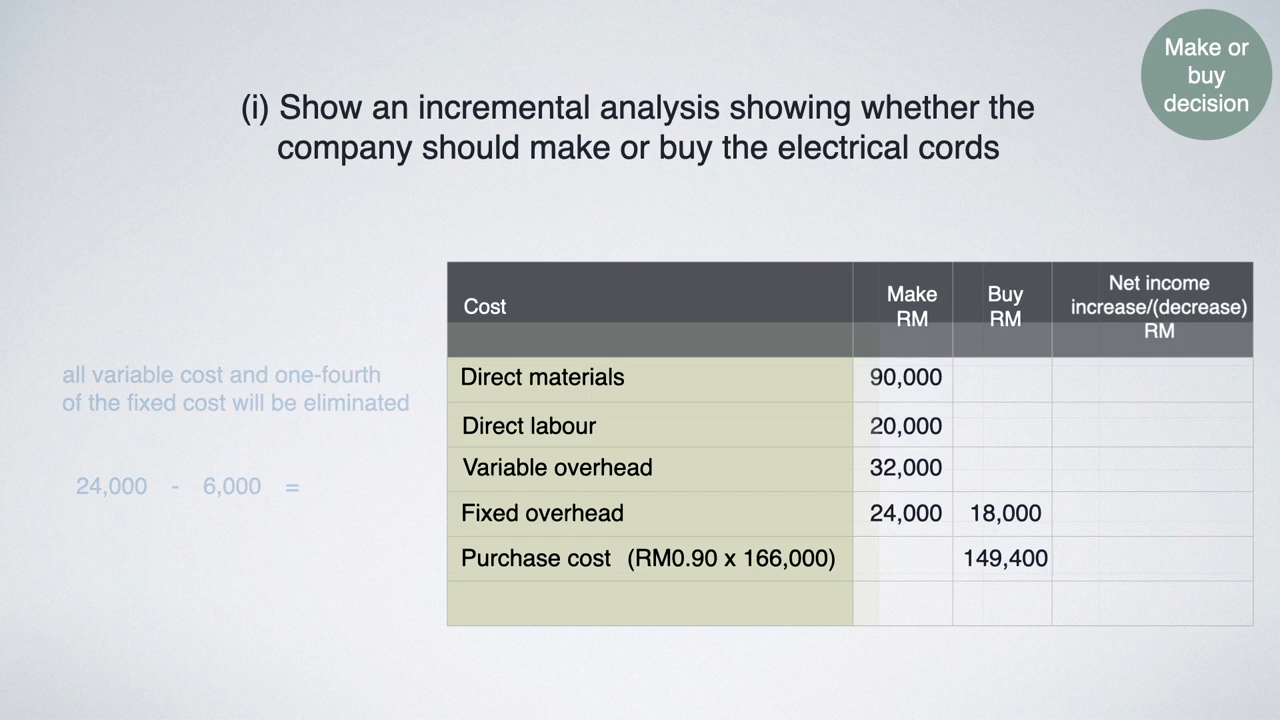 Make or
buy
decision
(i) Show an incremental analysis showing whether the
company should make or buy the electrical cords
Cost
Make
RM
Buy
RM
Net income
increase/(decrease)
RM
Direct materials 90,000
Direct labour 20,000
Variable overhead 32,000
Fixed overhead 24,000 18,000
Purchase cost (RM0.90 x 166,000) 149,400
all variable cost and one-fourth
of the fixed cost will be eliminated
24,000 - 6,000 =